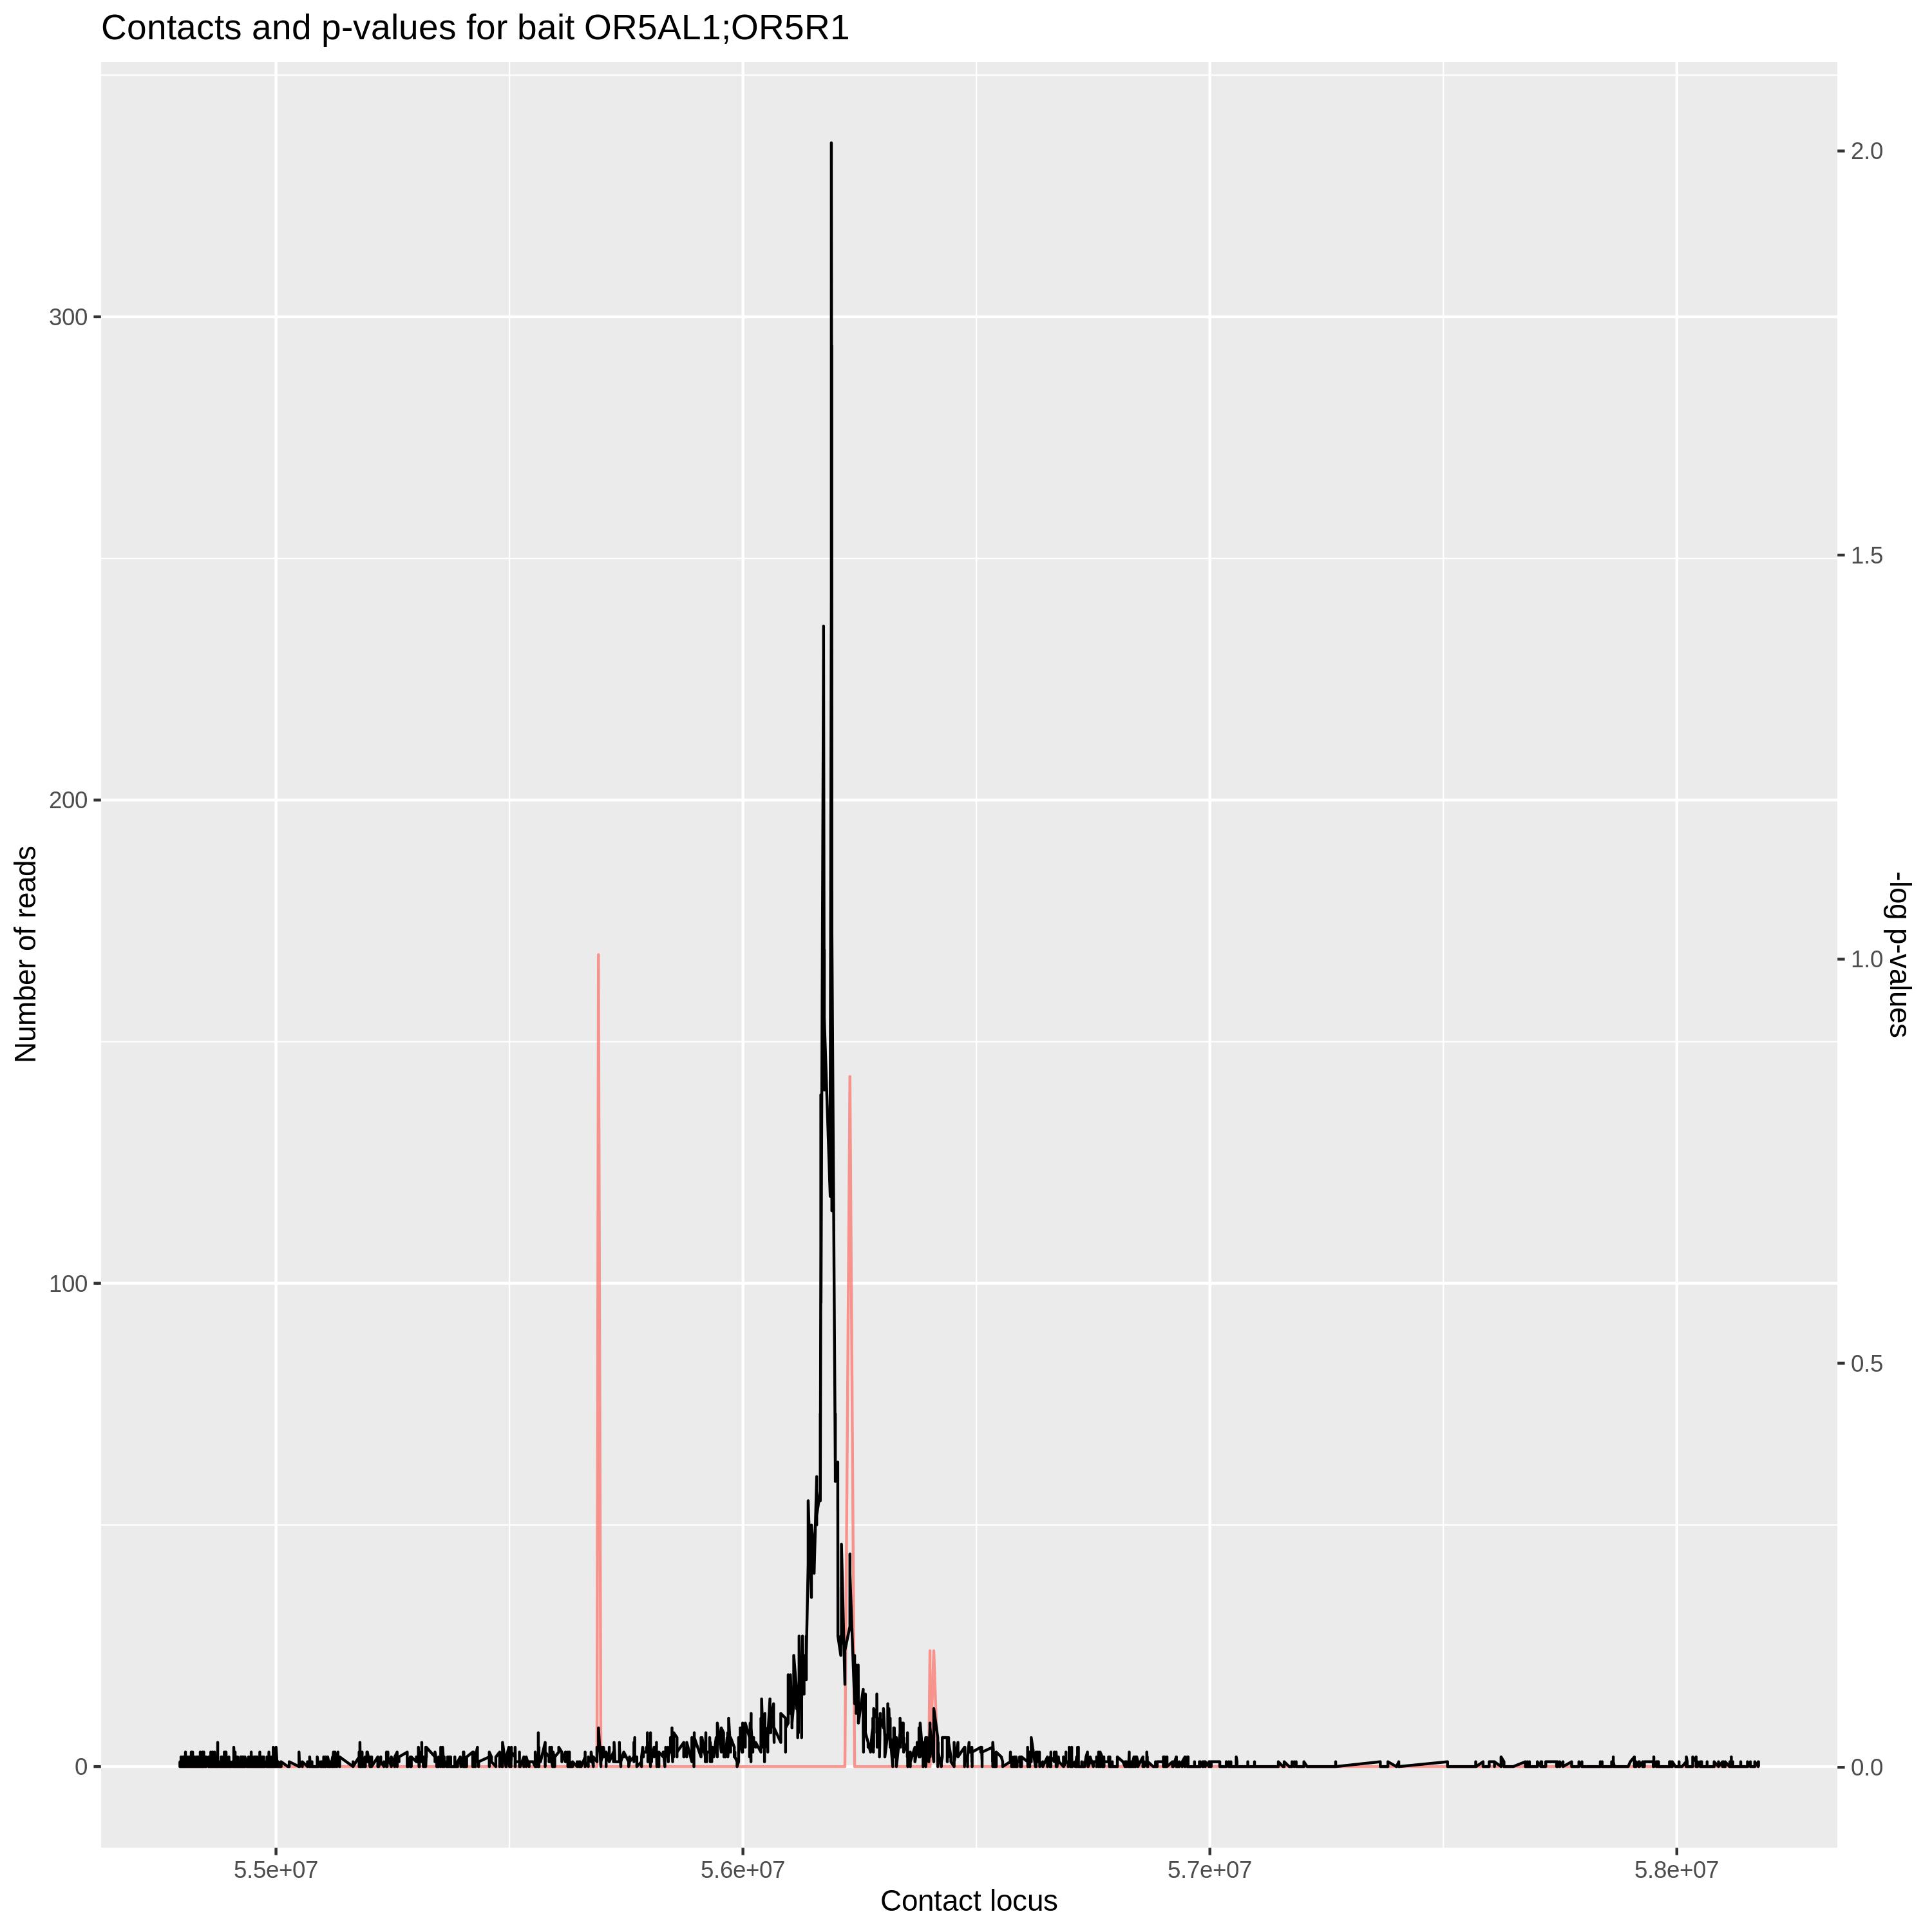 Contacts and p-values for bait OR5AL1;OR5R1
300
200
100
0
Number of reads
2.0
1.5
1.0
0.5
0.0
-log p-values
5.5e+07
5.6e+07
5.7e+07
5.8e+07
Contact locus